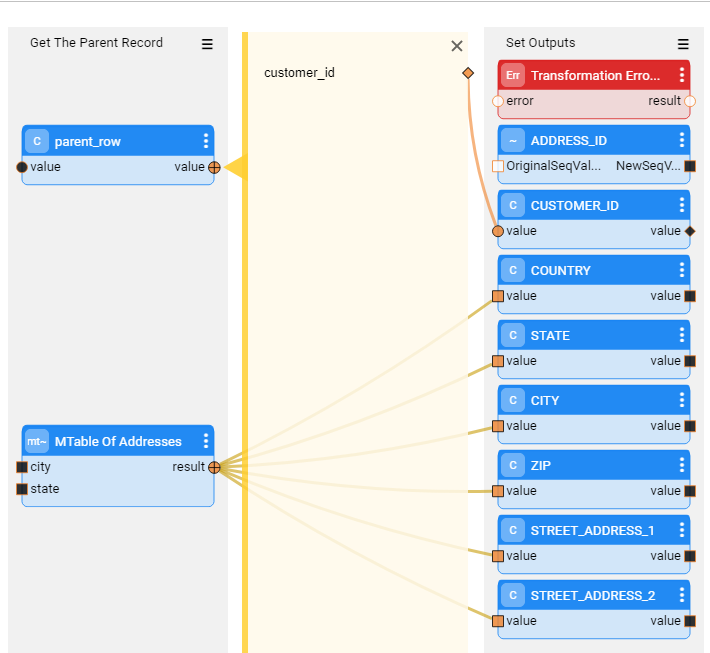 Get The Parent Record
C parent_row
value value
mt~ MTable Of Addresses
city result
state
customer_id
Set Outputs
Err Transformation Erro...
error result
~ ADDRESS_ID
OriginalSeqVal... NewSeqV...
C CUSTOMER_ID
value value
C COUNTRY
value value
C STATE
value value
C CITY
value value
C ZIP
value value
C STREET_ADDRESS_1
value value
C STREET_ADDRESS_2
value value